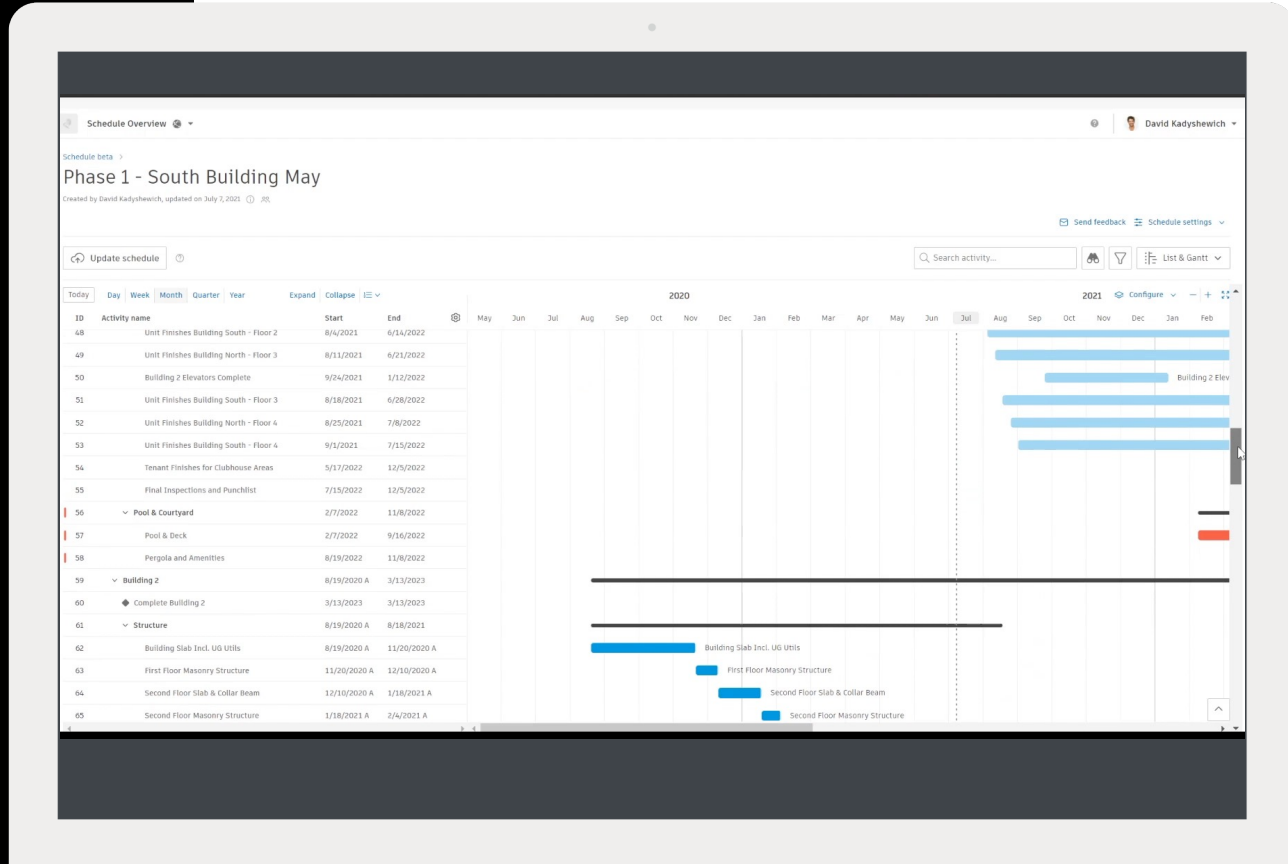 Schedule Overview
David Kadyshewich
Schedule beta >
Phase 1 - South Building May
Created by David Kadyshewich, updated on July 7, 2021
Send feedback Schedule settings
Update schedule
Search activity...
List & Gantt
Today Day Week Month Quarter Year Expand Collapse 2020 2021 Configure
ID Activity name Start End May Jun Jul Aug Sep Oct Nov Dec Jan Feb Mar Apr May Jun Jul Aug Sep Oct Nov Dec Jan Feb
48 Unit Finishes Building South - Floor 2 8/4/2021 6/14/2022
49 Unit Finishes Building North - Floor 3 8/11/2021 6/21/2022
50 Building 2 Elevators Complete 9/24/2021 1/12/2022 Building 2 Elev
51 Unit Finishes Building South - Floor 3 8/18/2021 6/28/2022
52 Unit Finishes Building North - Floor 4 8/25/2021 7/8/2022
53 Unit Finishes Building South - Floor 4 9/1/2021 7/15/2022
54 Tenant Finishes for Clubhouse Areas 5/17/2022 12/5/2022
55 Final Inspections and Punchlist 7/15/2022 12/5/2022
56 Pool & Courtyard 2/7/2022 11/8/2022
57 Pool & Deck 2/7/2022 9/16/2022
58 Pergola and Amenities 8/19/2022 11/8/2022
59 Building 2 8/19/2020 A 3/13/2023
60 Complete Building 2 3/13/2023 3/13/2023
61 Structure 8/19/2020 A 8/18/2021
62 Building Slab Incl. UG Utils 8/19/2020 A 11/20/2020 A Building Slab Incl. UG Utils
63 First Floor Masonry Structure 11/20/2020 A 12/10/2020 A First Floor Masonry Structure
64 Second Floor Slab & Collar Beam 12/10/2020 A 1/18/2021 A Second Floor Slab & Collar Beam
65 Second Floor Masonry Structure 1/18/2021 A 2/4/2021 A Second Floor Masonry Structure